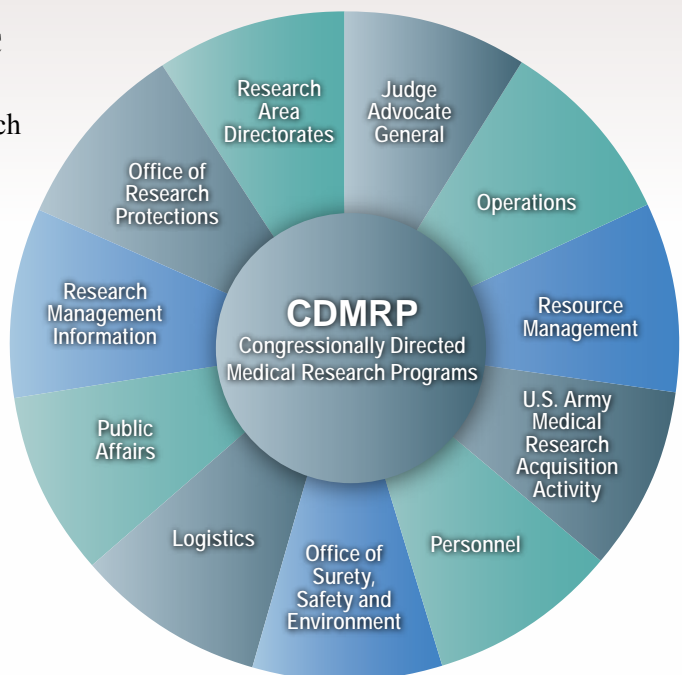 CDMRP
Congressionally Directed
Medical Research Programs
Judge
Advocate
General
Operations
Resource
Management
U.S. Army
Medical
Research
Acquisition
Activity
Personnel
Office of
Surety,
Safety and
Environment
Logistics
Public
Affairs
Research
Management
Information
Office of
Research
Protections
Research
Area
Directorates